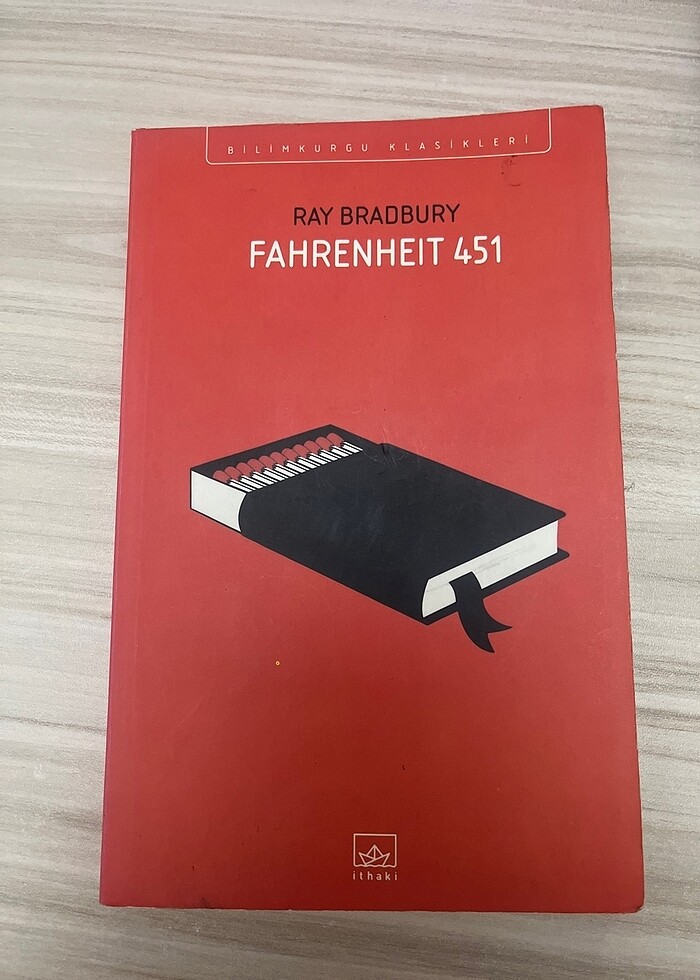 BİLİMKURGU KLASİKLERİ
RAY BRADBURY
FAHRENHEIT 451
ithaki